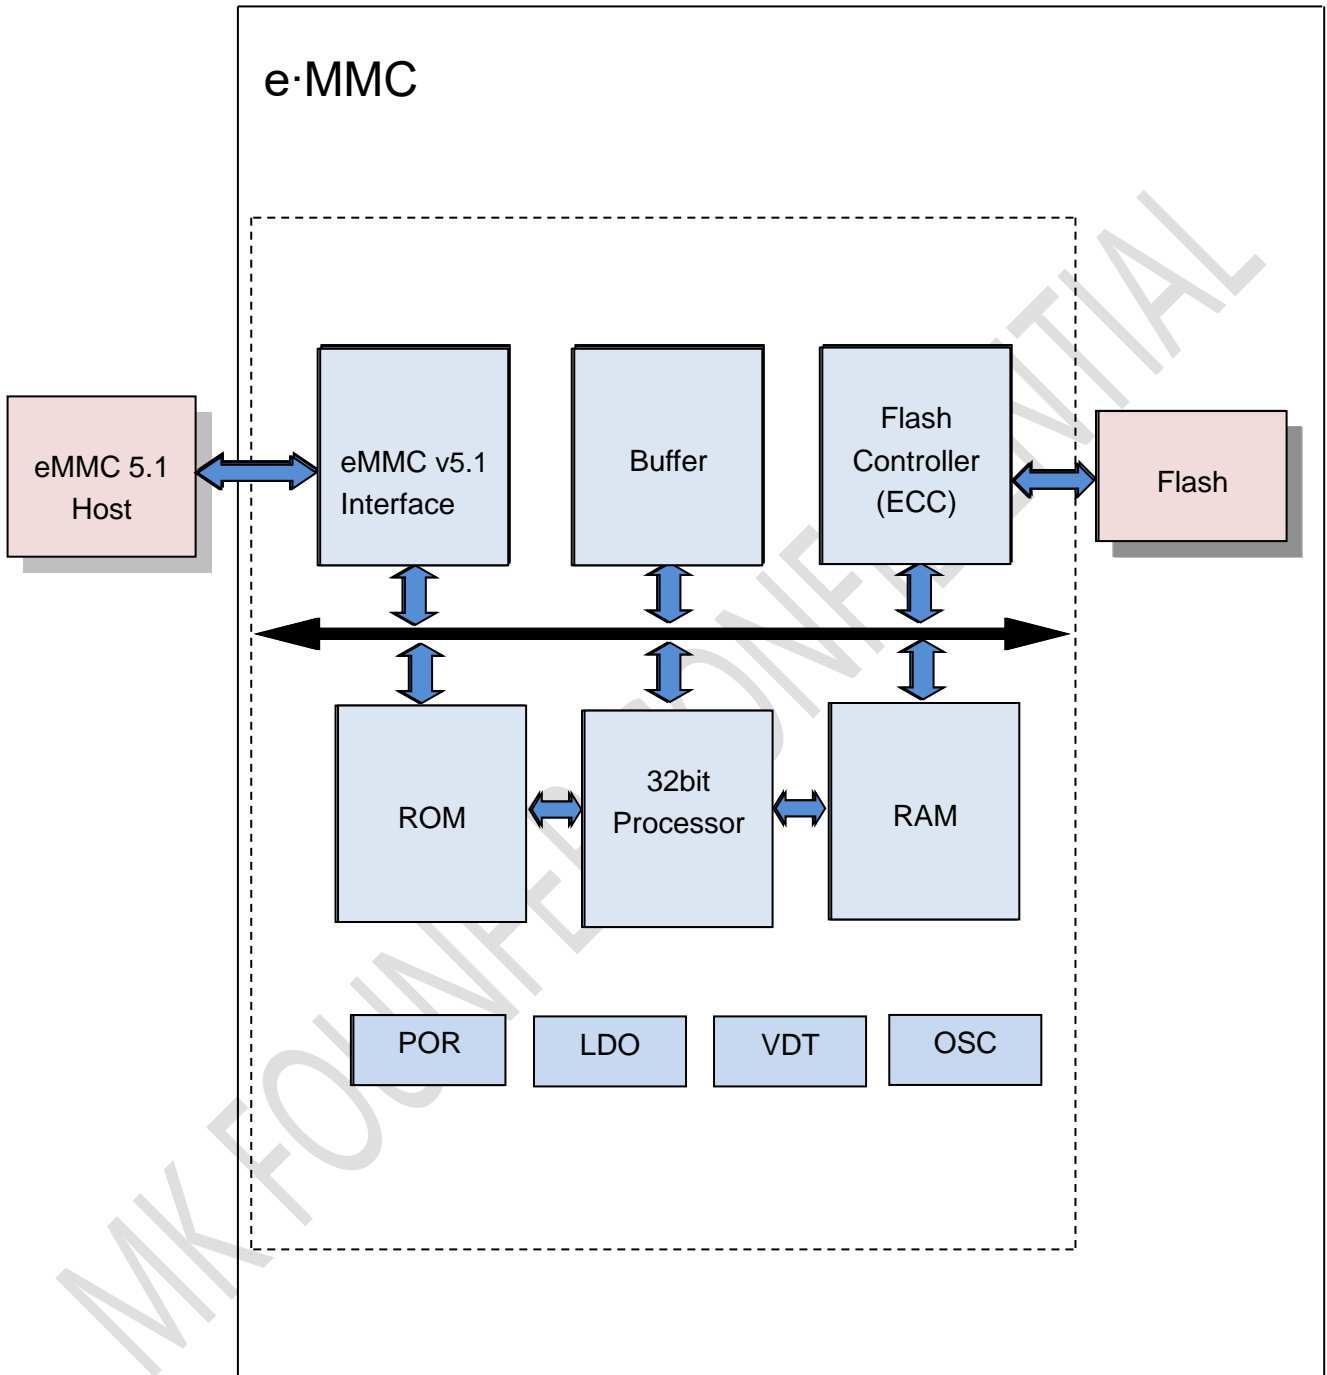 e·MMC
eMMC 5.1
Host
eMMC v5.1
Interface
Buffer
Flash
Controller
(ECC)
Flash
ROM
32bit
Processor
RAM
POR
LDO
VDT
OSC
MK FOUNDER CONFIDENTIAL